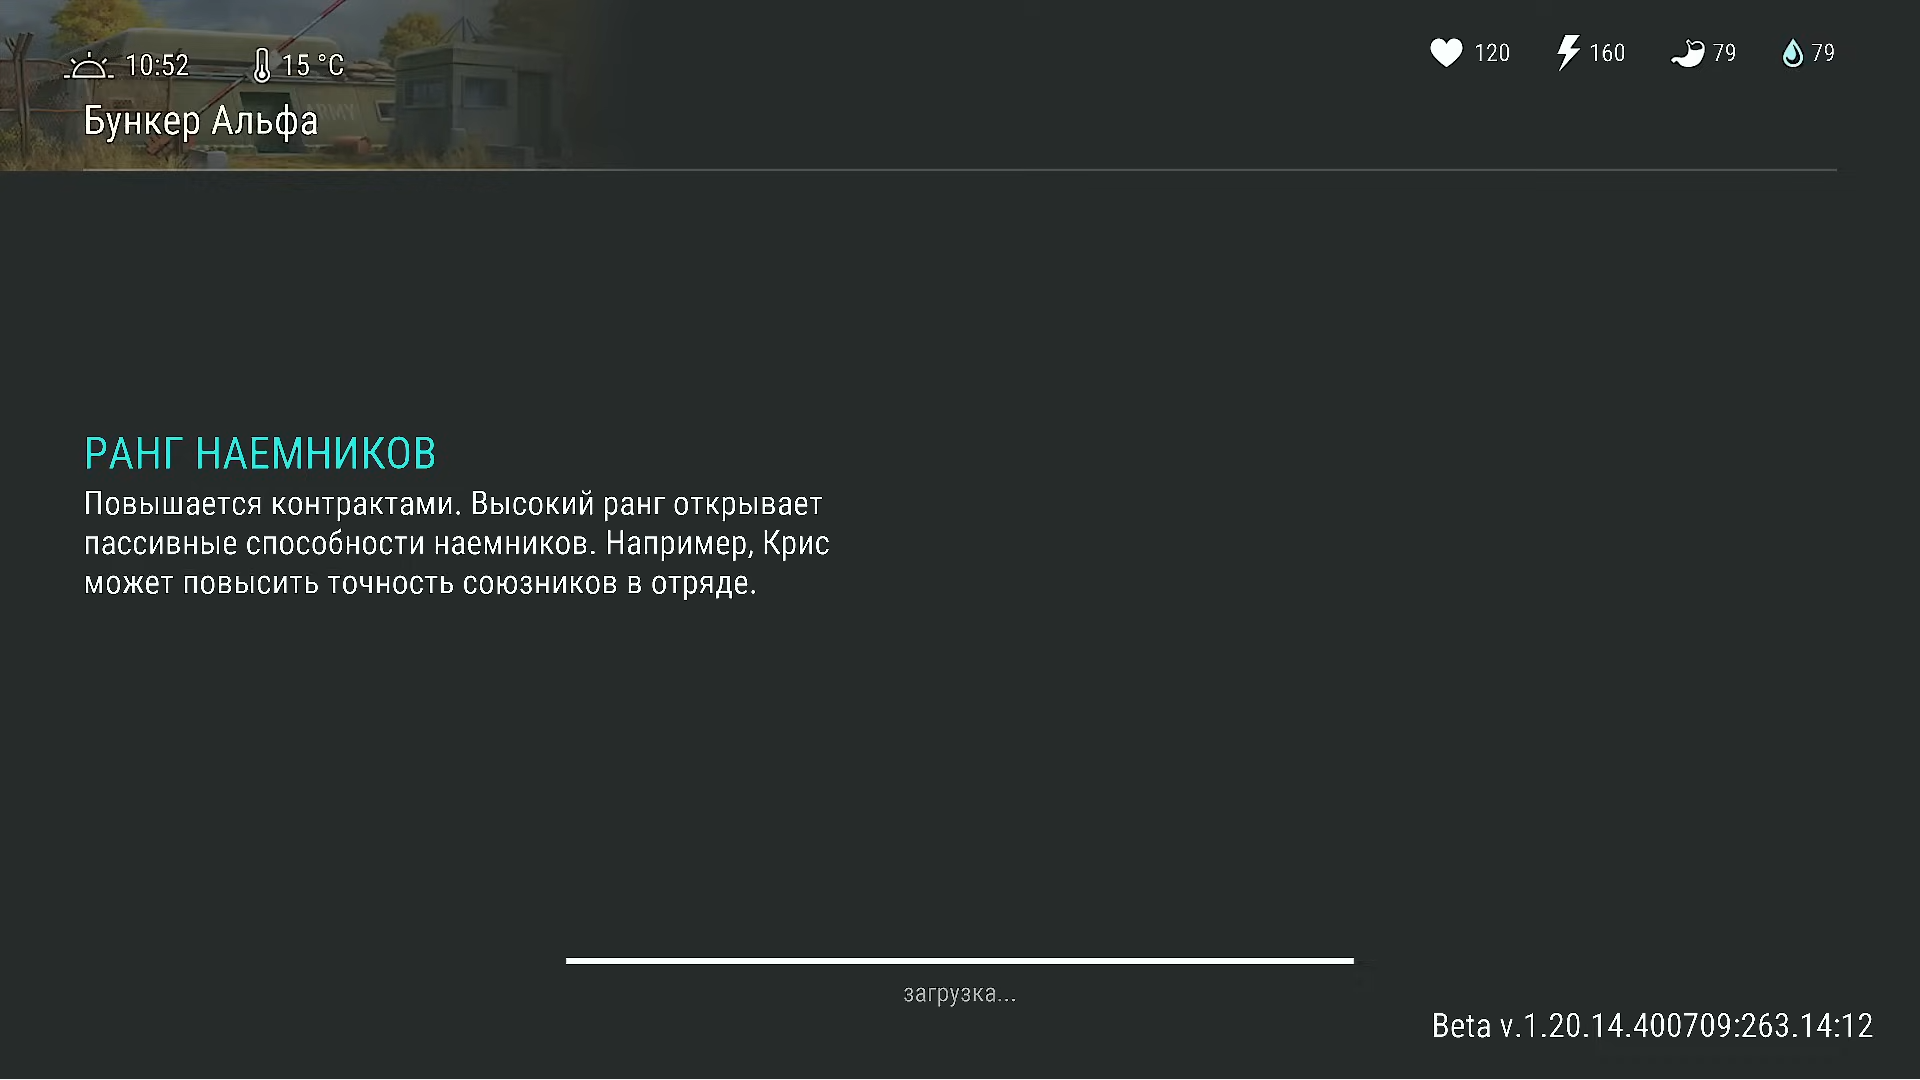 10:52
15 °C
120
160
79
79
Бункер Альфа
ARMY
РАНГ НАЕМНИКОВ
Повышается контрактами. Высокий ранг открывает
пассивные способности наемников. Например, Крис
может повысить точность союзников в отряде.
загрузка...
Beta v.1.20.14.400709:263.14:12